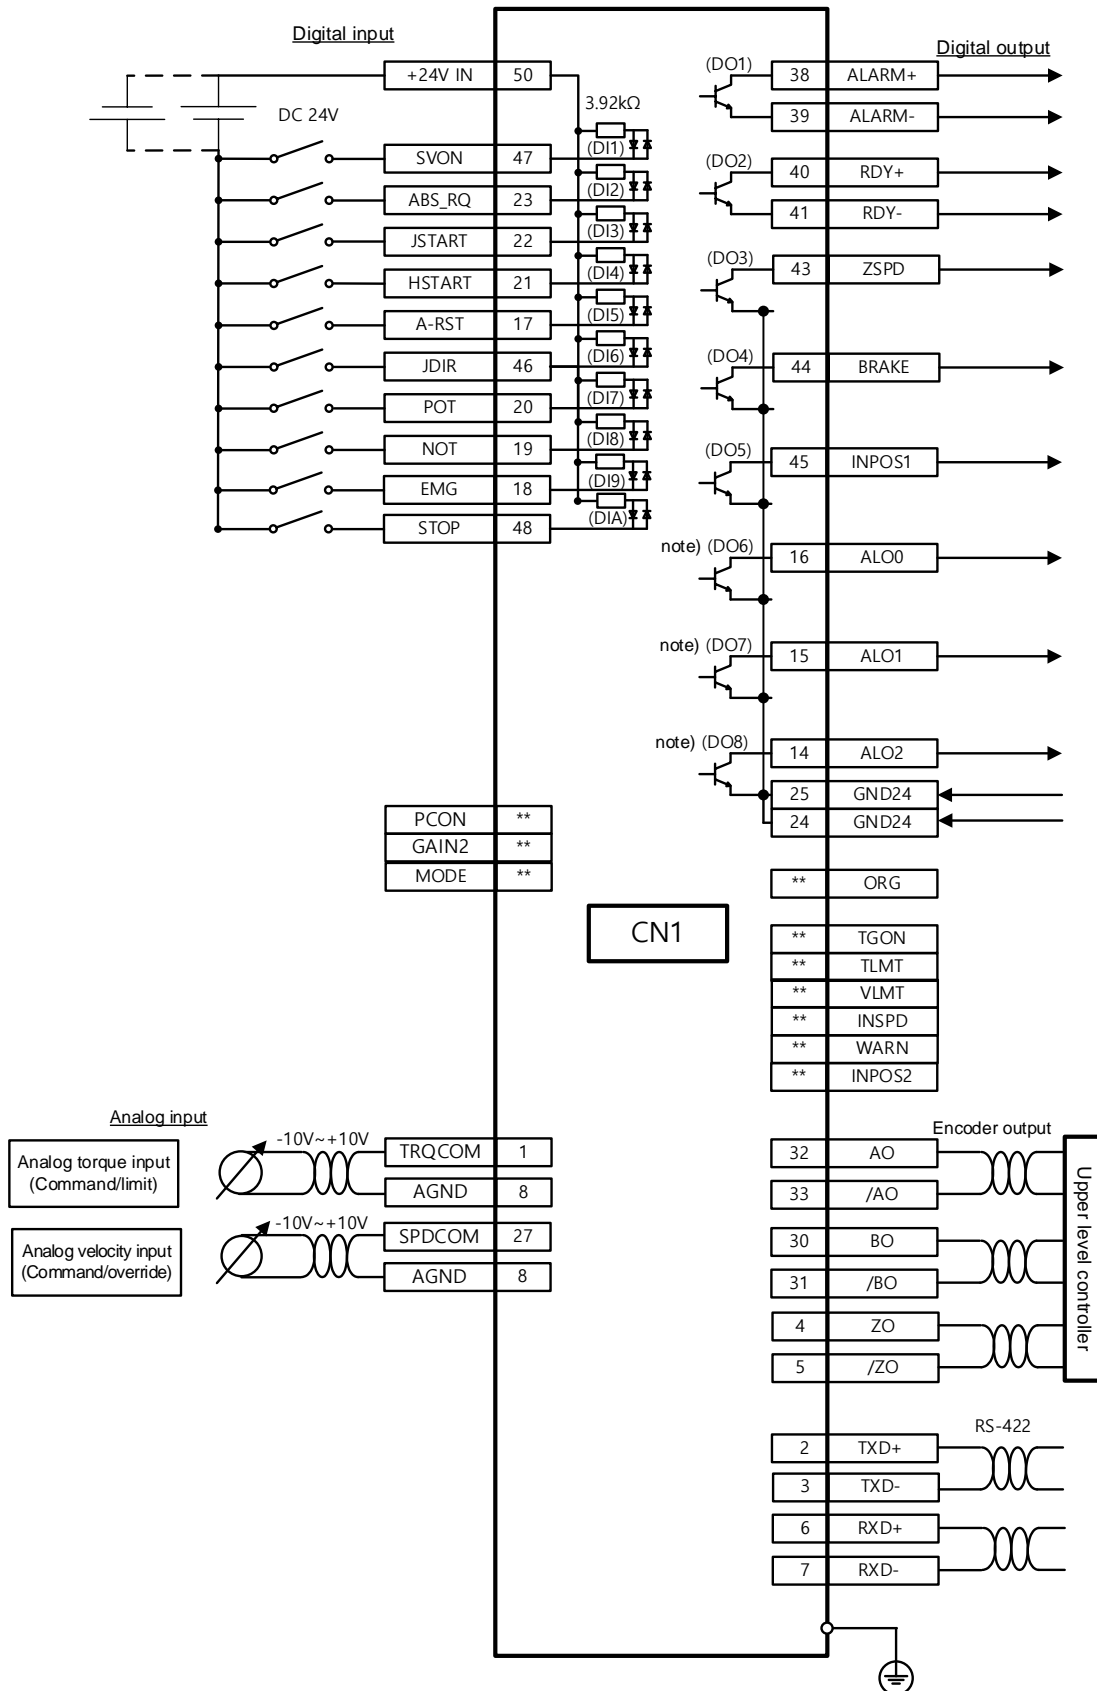 Digital input
+24V IN 50
DC 24V
3.92kΩ
SVON 47 (DI1)
ABS_RQ 23 (DI2)
JSTART 22 (DI3)
HSTART 21 (DI4)
A-RST 17 (DI5)
JDIR 46 (DI6)
POT 20 (DI7)
NOT 19 (DI8)
EMG 18 (DI9)
STOP 48 (DIA)
PCON **
GAIN2 **
MODE **
CN1
Analog input
Analog torque input
(Command/limit)
-10V~+10V
TRQCOM 1
AGND 8
Analog velocity input
(Command/override)
-10V~+10V
SPDCOM 27
AGND 8
Digital output
(DO1) 38 ALARM+
39 ALARM-
(DO2) 40 RDY+
41 RDY-
(DO3) 43 ZSPD
(DO4) 44 BRAKE
(DO5) 45 INPOS1
note) (DO6) 16 ALO0
note) (DO7) 15 ALO1
note) (DO8) 14 ALO2
25 GND24
24 GND24
** ORG
** TGON
** TLMT
** VLMT
** INSPD
** WARN
** INPOS2
Encoder output
32 AO
33 /AO
30 BO
31 /BO
4 ZO
5 /ZO
Upper level controller
RS-422
2 TXD+
3 TXD-
6 RXD+
7 RXD-